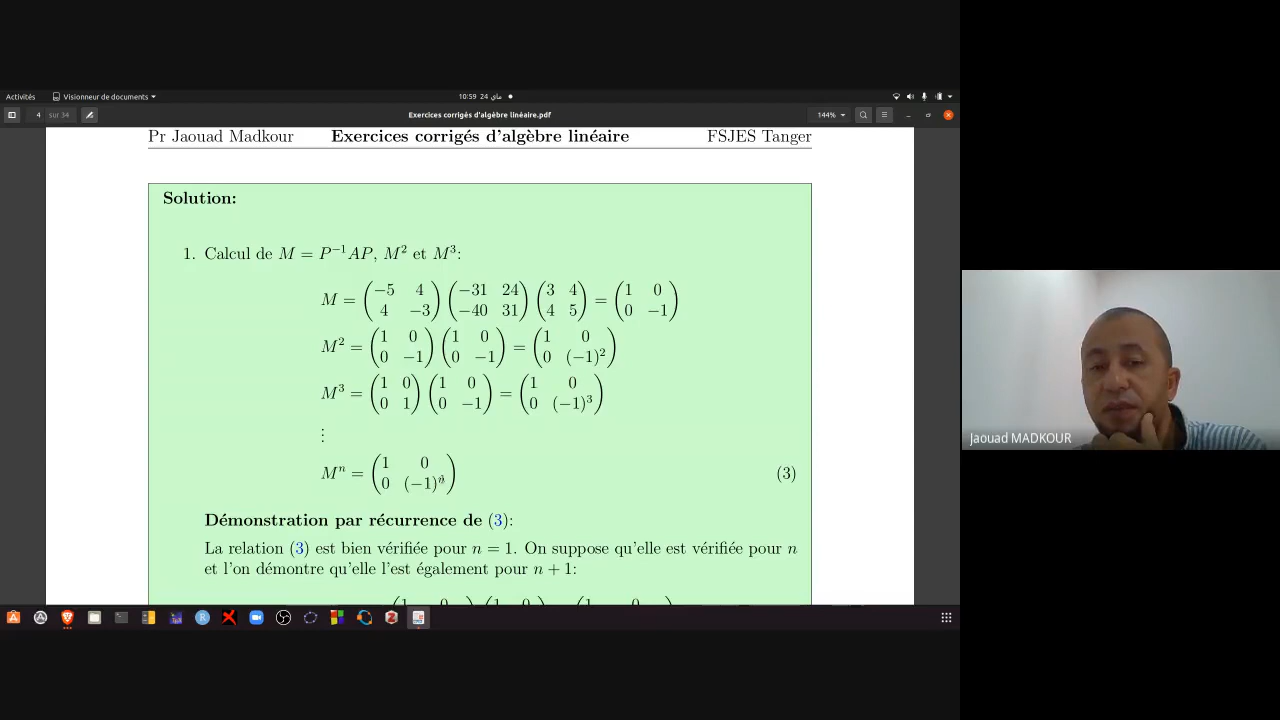 Activités Visionneur de documents 10:59 24 ماي
4 sur 34 Exercices corrigés d'algèbre linéaire.pdf 144%
Pr Jaouad Madkour Exercices corrigés d'algèbre linéaire FSJES Tanger
Solution:
1. Calcul de M = P⁻¹AP, M² et M³:
M = (−5 4; 4 −3) (−31 24; −40 31) (3 4; 4 5) = (1 0; 0 −1)
M² = (1 0; 0 −1) (1 0; 0 −1) = (1 0; 0 (−1)²)
M³ = (1 0; 0 1) (1 0; 0 −1) = (1 0; 0 (−1)³)
⋮
Mⁿ = (1 0; 0 (−1)ⁿ) (3)
Démonstration par récurrence de (3):
La relation (3) est bien vérifiée pour n = 1. On suppose qu'elle est vérifiée pour n
et l'on démontre qu'elle l'est également pour n + 1:
Jaouad MADKOUR